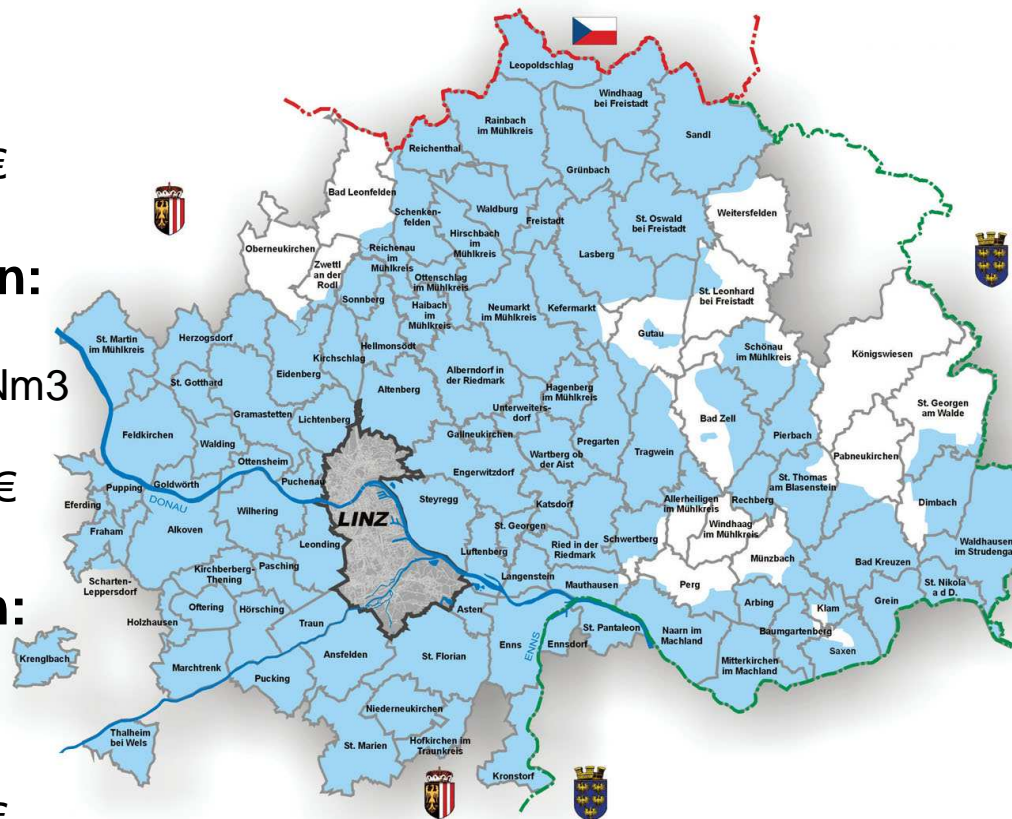 €
n:
Nm3
€
n:
€
Leopoldschlag
Windhaag
bei Freistadt
Rainbach
im Mühlkreis
Sandl
Reichenthal
Grünbach
Bad Leonfelden
Schenken-
felden
Waldburg
Freistadt
St. Oswald
bei Freistadt
Weitersfelden
Hirschbach
im
Mühlkreis
Oberneukirchen
Zwettl
an der
Rodl
Reichenau
im
Mühlkreis
Lasberg
Ottenschlag
im Mühlkreis
St. Leonhard
bei Freistadt
Sonnberg
Haibach
im
Mühlkreis
Neumarkt
im Mühlkreis
Kefermarkt
Gutau
Schönau
im Mühlkreis
Königswiesen
St. Martin
im Mühlkreis
Herzogsdorf
Hellmonsödt
Kirchschlag
Eidenberg
St. Gotthard
Altenberg
Alberndorf in
der Riedmark
Hagenberg
im Mühlkreis
Unterweiters-
dorf
St. Georgen
am Walde
Gramastetten
Lichtenberg
Bad Zell
Feldkirchen
Walding
Gallneukirchen
Pregarten
Pierbach
Pabneukirchen
Wartberg ob
der Aist
Tragwein
Ottensheim
Puchenau
Engerwitzdorf
St. Thomas
am Blasenstein
Pupping
Goldwörth
DONAU
Steyregg
Katsdorf
Allerheiligen
im Mühlkreis
Rechberg
Dimbach
Eferding
Wilhering
LINZ
St. Georgen
Windhaag
im Mühlkreis
Fraham
Alkoven
Leonding
Luftenberg
Ried in der
Riedmark
Schwertberg
Waldhausen
im Strudenga
Münzbach
Bad Kreuzen
Kirchberg-
Thening
Pasching
Langenstein
Mauthausen
Perg
Scharten-
Leppersdorf
St. Nikola
a d D.
Oftering
Hörsching
Asten
Arbing
Klam
Grein
Holzhausen
Traun
Enns
ENNS
Ennsdorf
St. Pantaleon
Naarn im
Machland
Baumgartenberg
Saxen
Krenglbach
Marchtrenk
Ansfelden
St. Florian
Mitterkirchen
im Machland
Pucking
Niederneukirchen
Thalheim
bei Wels
St. Marien
Hofkirchen im
Traunkreis
Kronstorf